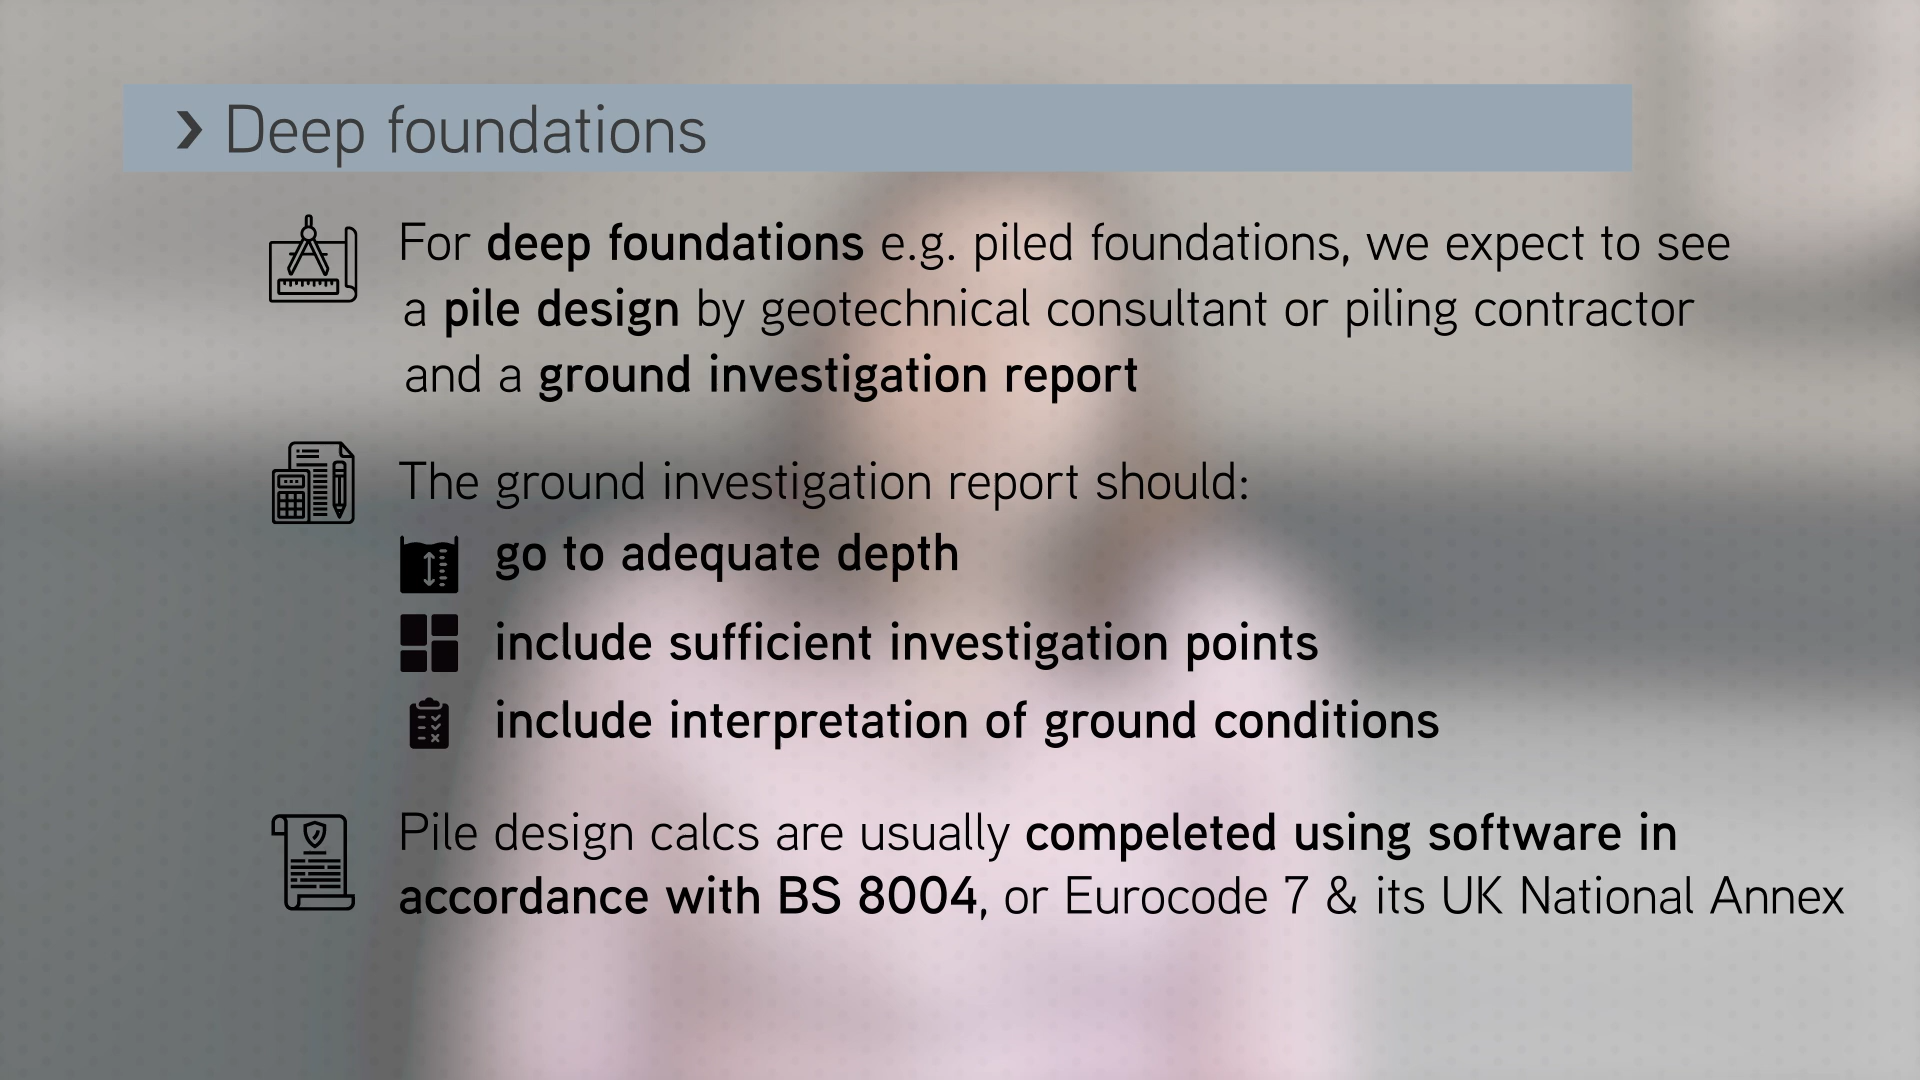 Deep foundations
For deep foundations e.g. piled foundations, we expect to see
a pile design by geotechnical consultant or piling contractor
and a ground investigation report
The ground investigation report should:
go to adequate depth
include sufficient investigation points
include interpretation of ground conditions
Pile design calcs are usually compeleted using software in
accordance with BS 8004, or Eurocode 7 & its UK National Annex